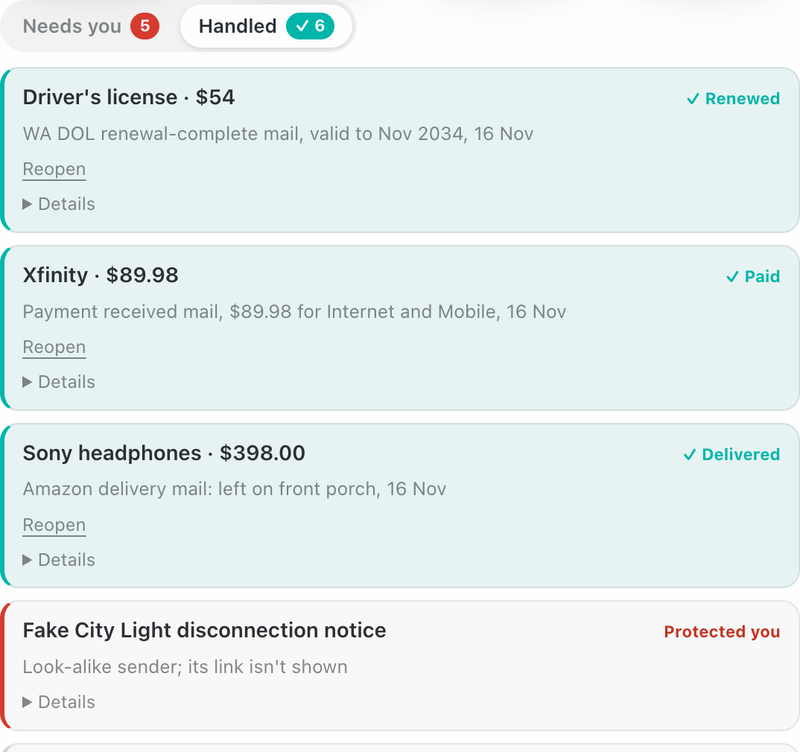 Needs you 5 Handled ✓ 6
Driver's license · $54 ✓ Renewed
WA DOL renewal-complete mail, valid to Nov 2034, 16 Nov
Reopen
▶ Details
Xfinity · $89.98 ✓ Paid
Payment received mail, $89.98 for Internet and Mobile, 16 Nov
Reopen
▶ Details
Sony headphones · $398.00 ✓ Delivered
Amazon delivery mail: left on front porch, 16 Nov
Reopen
▶ Details
Fake City Light disconnection notice Protected you
Look-alike sender; its link isn't shown
▶ Details